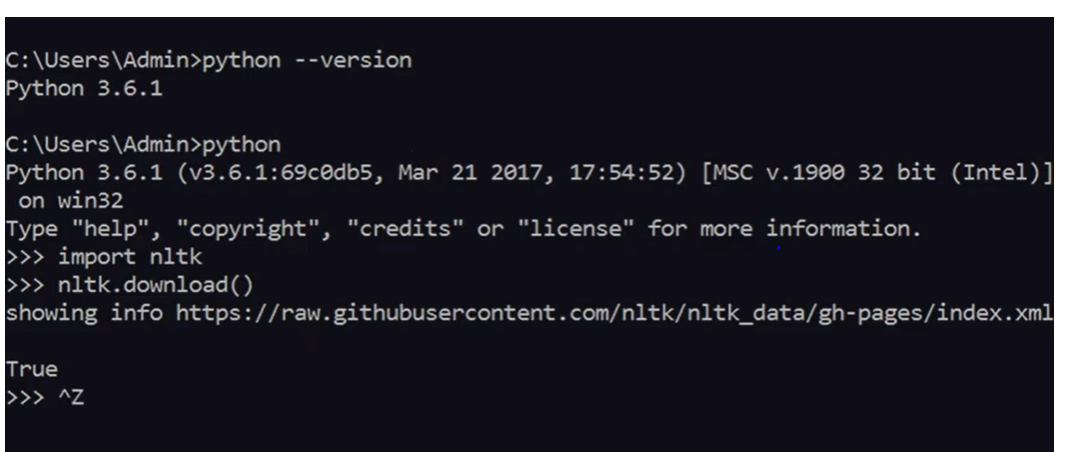 C:\Users\Admin>python --version
Python 3.6.1
C:\Users\Admin>python
Python 3.6.1 (v3.6.1:69c0db5, Mar 21 2017, 17:54:52) [MSC v.1900 32 bit (Intel)]
 on win32
Type "help", "copyright", "credits" or "license" for more information.
>>> import nltk
>>> nltk.download()
showing info https://raw.githubusercontent.com/nltk/nltk_data/gh-pages/index.xml
True
>>> ^Z